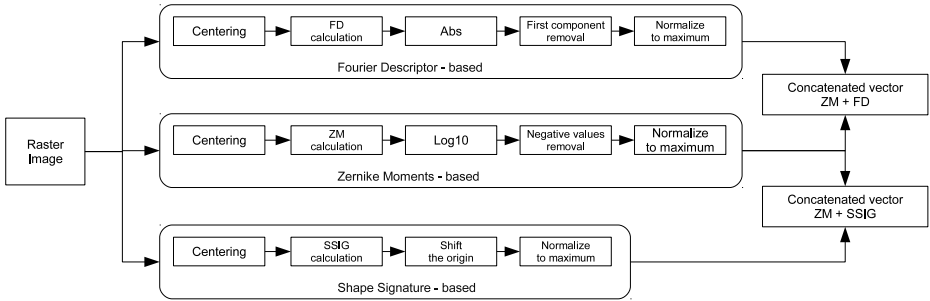 Raster
Image
Centering
FD
calculation
Abs
First component
removal
Normalize
to maximum
Fourier Descriptor - based
Centering
ZM
calculation
Log10
Negative values
removal
Normalize
to maximum
Zernike Moments - based
Centering
SSIG
calculation
Shift
the origin
Normalize
to maximum
Shape Signature - based
Concatenated vector
ZM + FD
Concatenated vector
ZM + SSIG